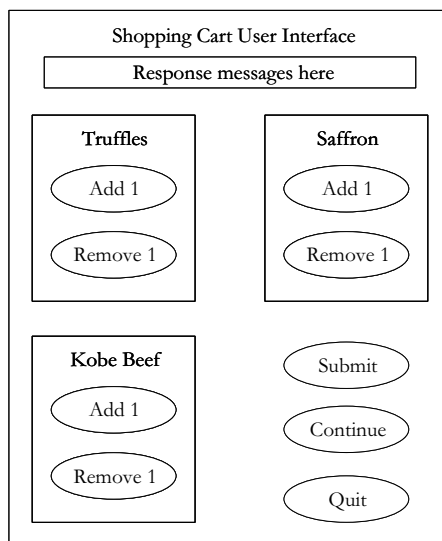 Shopping Cart User Interface
Response messages here
Truffles
Add 1
Remove 1
Saffron
Add 1
Remove 1
Kobe Beef
Add 1
Remove 1
Submit
Continue
Quit